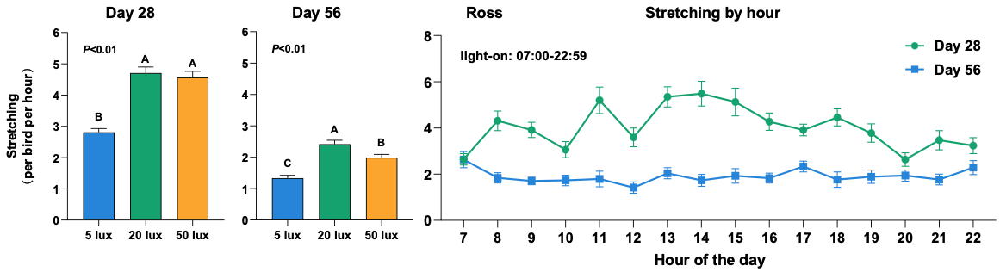 Day 28
Stretching
(per bird per hour)
6
5
4
3
2
1
0
P<0.01
B
A
A
5 lux 20 lux 50 lux
Day 56
6
5
4
3
2
1
0
P<0.01
C
A
B
5 lux 20 lux 50 lux
Ross
Stretching by hour
8
6
4
2
0
light-on: 07:00-22:59
Day 28
Day 56
7 8 9 10 11 12 13 14 15 16 17 18 19 20 21 22
Hour of the day